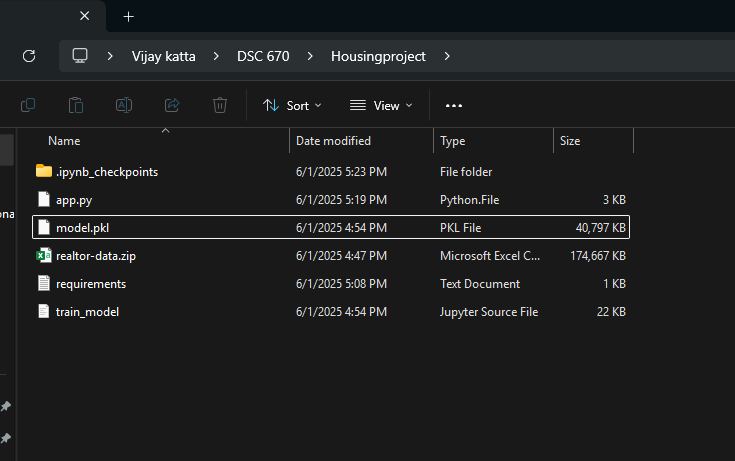 Vijay katta > DSC 670 > Housingproject >
Sort View
Name Date modified Type Size
.ipynb_checkpoints 6/1/2025 5:23 PM File folder
app.py 6/1/2025 5:19 PM Python.File 3 KB
model.pkl 6/1/2025 4:54 PM PKL File 40,797 KB
realtor-data.zip 6/1/2025 4:47 PM Microsoft Excel C... 174,667 KB
ona
requirements 6/1/2025 5:08 PM Text Document 1 KB
train_model 6/1/2025 4:54 PM Jupyter Source File 22 KB